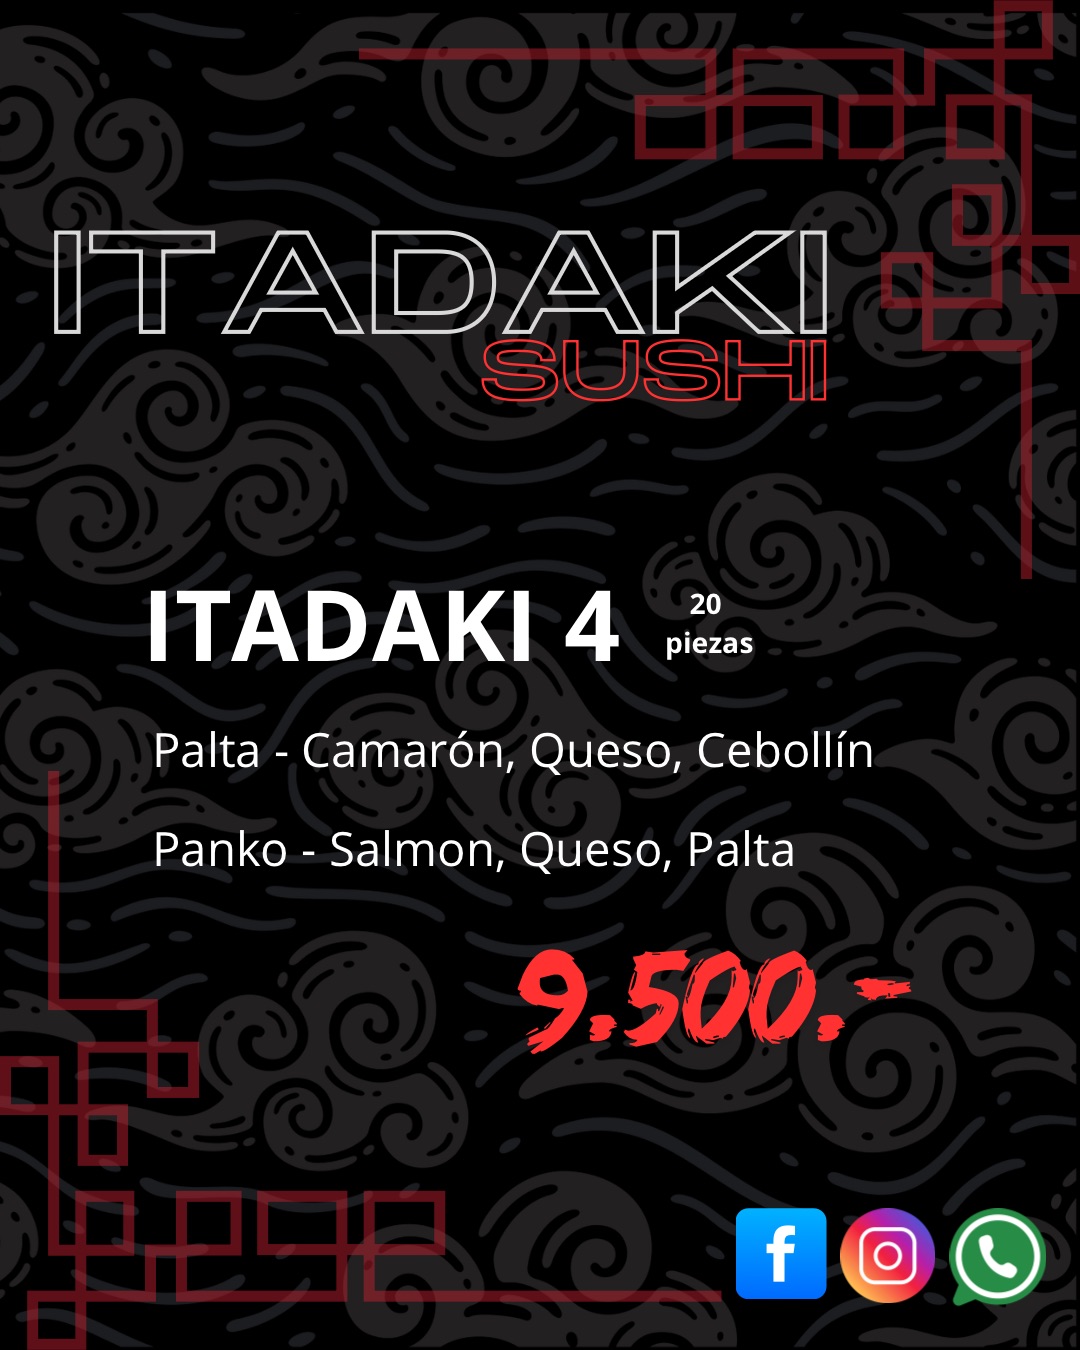 ITADAKI
SUSHI
ITADAKI 4
20
piezas
Palta - Camarón, Queso, Cebollín
Panko - Salmon, Queso, Palta
9.500.-